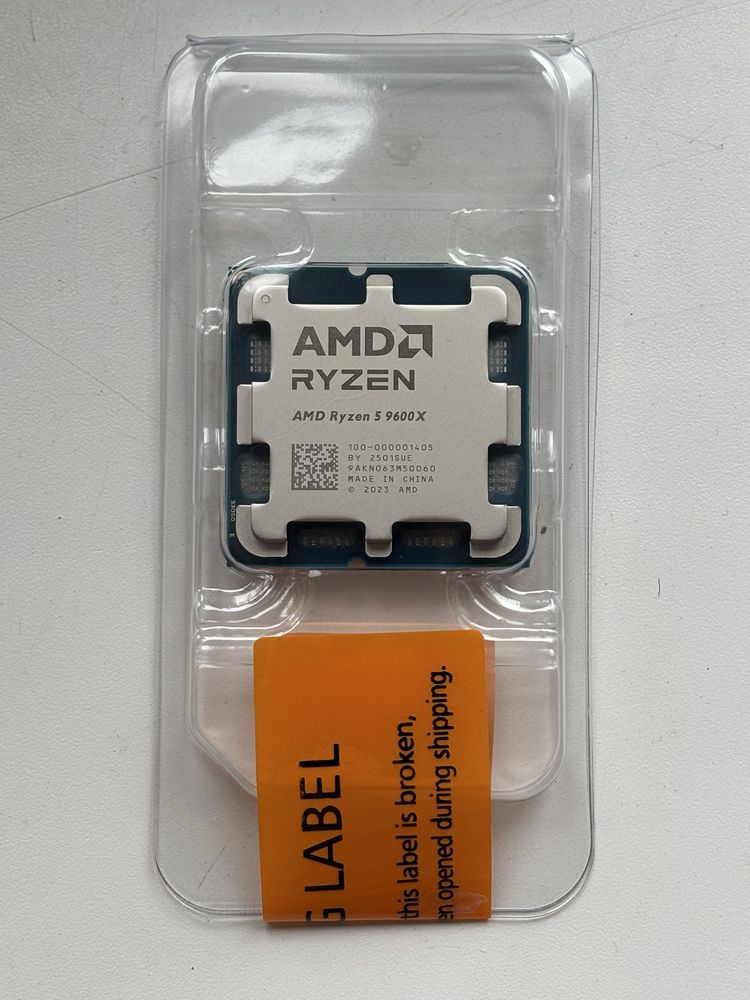 AMD
RYZEN
AMD Ryzen 5 9600X
100-000001405
BY 2501SUE
9AKN063M50060
MADE IN CHINA
© 2023 AMD
G LABEL
this label is broken,
en opened during shipping.